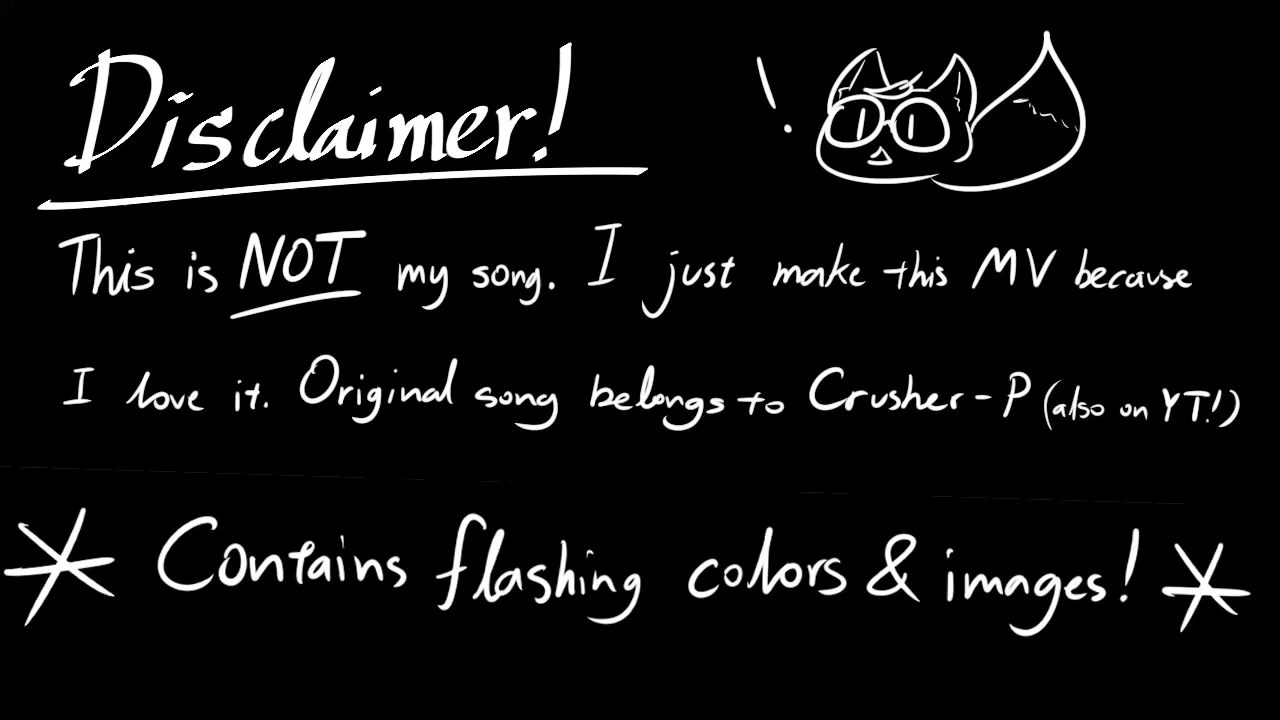 Disclaimer!
!
This is NOT my song. I just make this MV because
I love it. Original song belongs to Crusher-P (also on YT!)
* Contains flashing colors & images! *